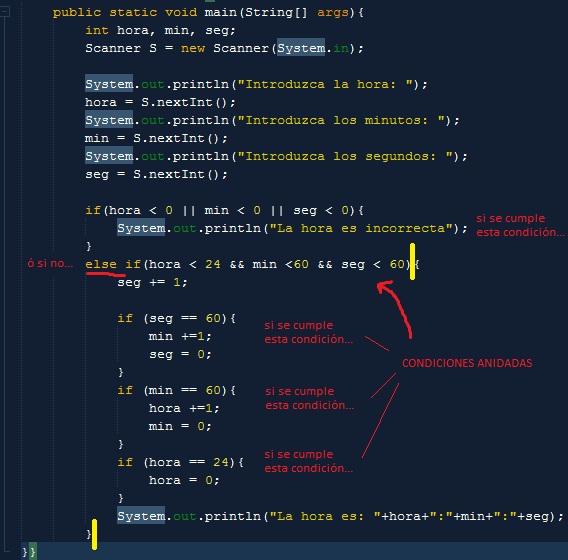 public static void main(String[] args){
int hora, min, seg;
Scanner S = new Scanner(System.in);
System.out.println("Introduzca la hora: ");
hora = S.nextInt();
System.out.println("Introduzca los minutos: ");
min = S.nextInt();
System.out.println("Introduzca los segundos: ");
seg = S.nextInt();
if(hora < 0 || min < 0 || seg < 0){
System.out.println("La hora es incorrecta");
si se cumple
esta condición...
}
ó si no...
else if(hora < 24 && min <60 && seg < 60){
seg += 1;
if (seg == 60){
si se cumple
esta condición...
min +=1;
seg = 0;
}
CONDICIONES ANIDADAS
if (min == 60){
si se cumple
esta condición...
hora +=1;
min = 0;
}
if (hora == 24){
si se cumple
esta condición...
hora = 0;
}
System.out.println("La hora es: "+hora+":"+min+":"+seg);
}
}}